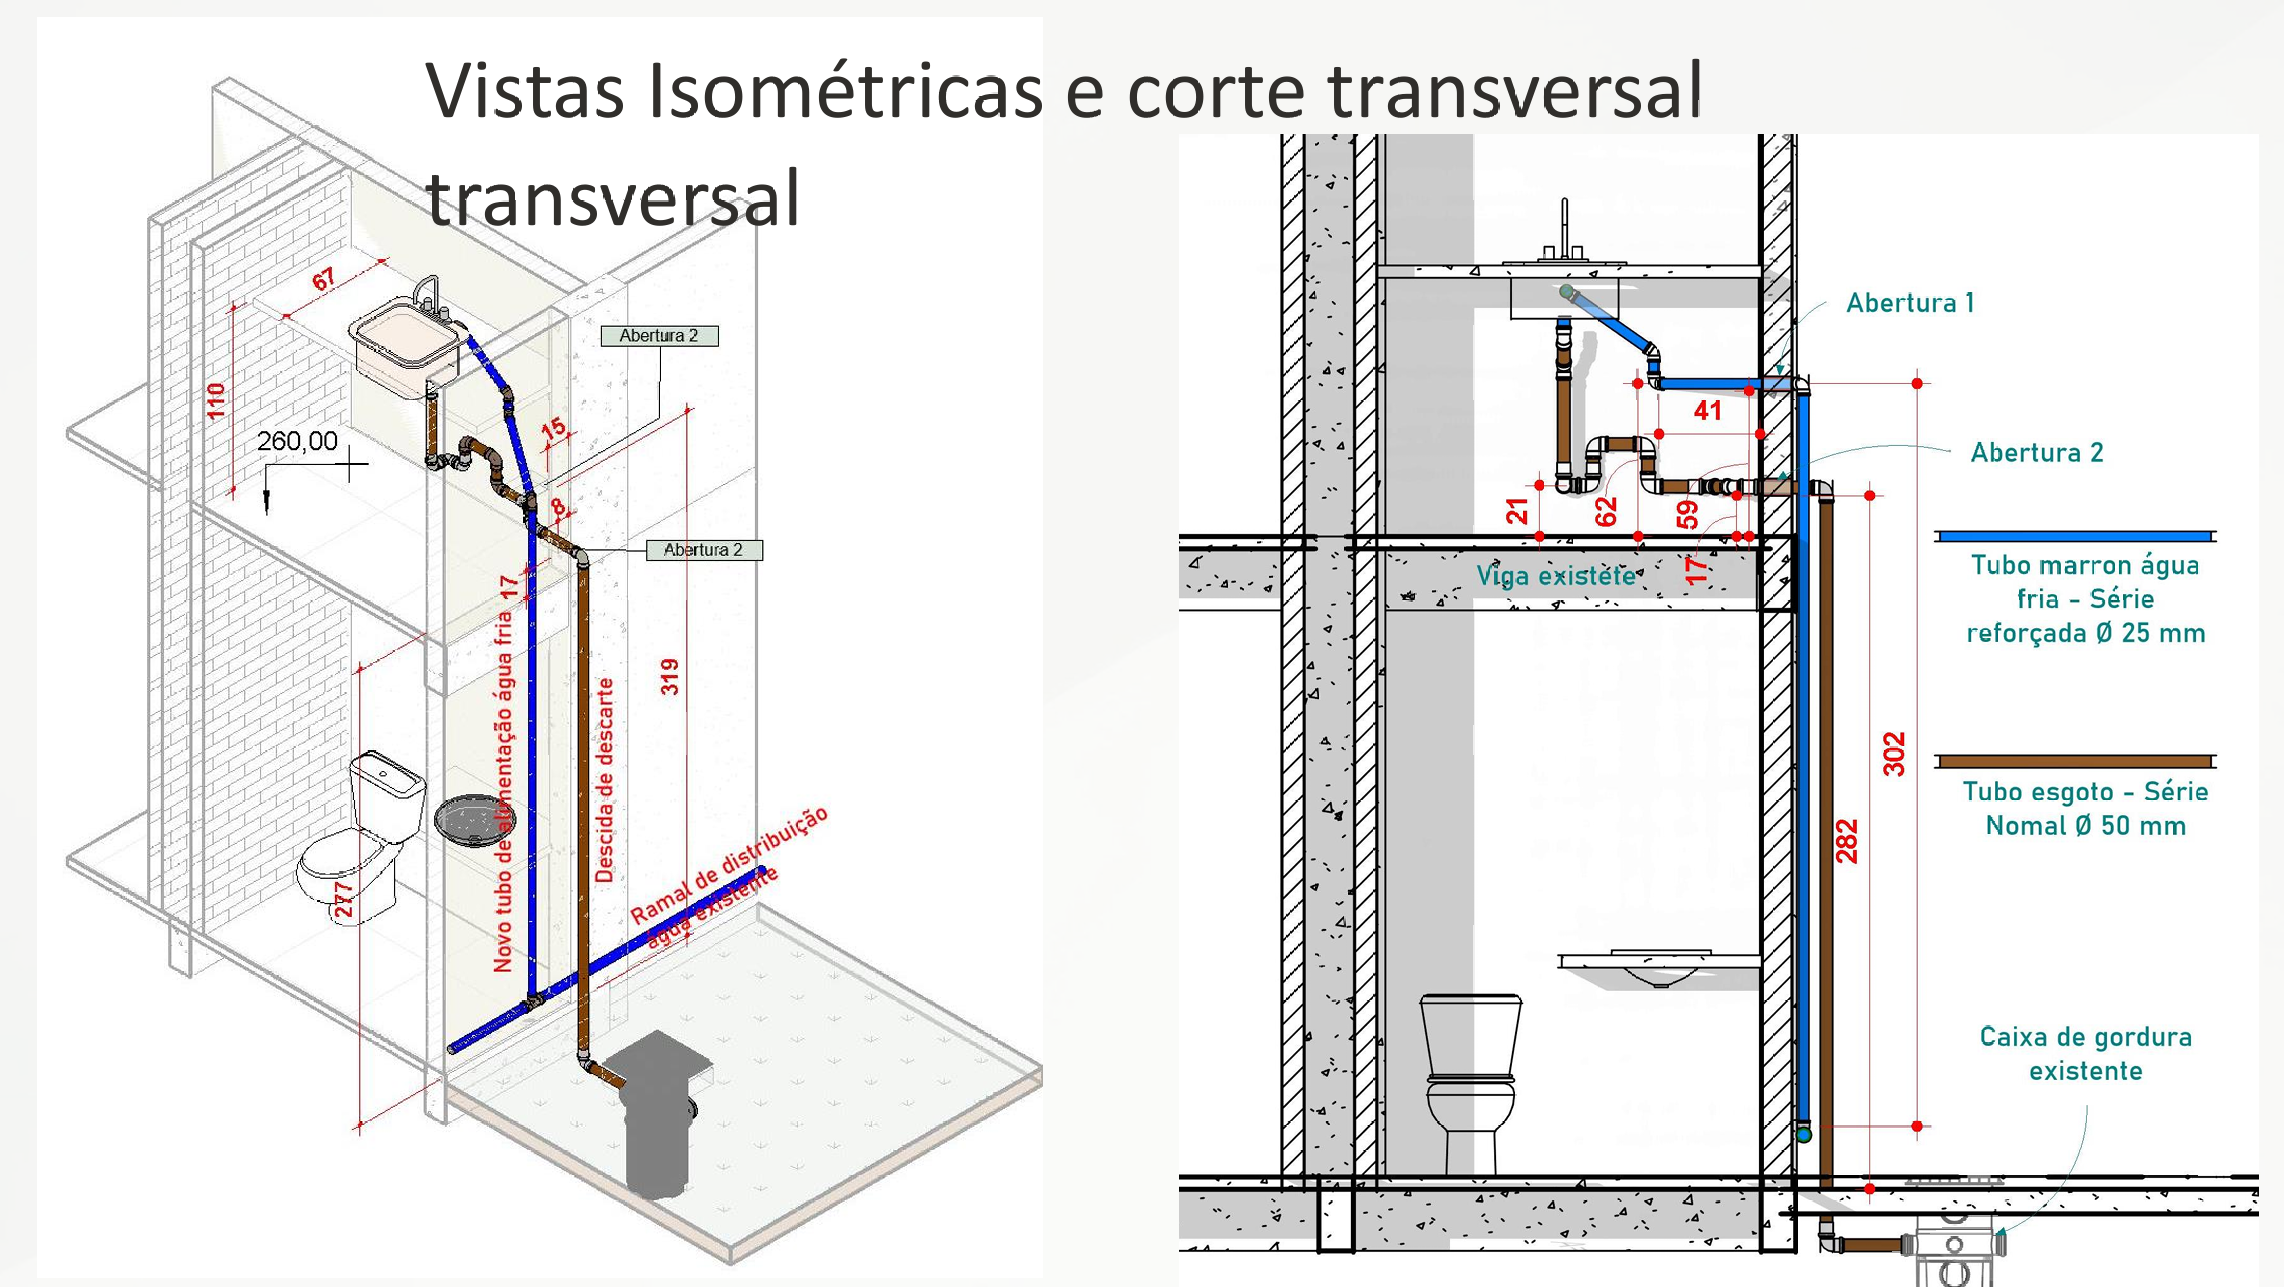 Vistas Isométricas e corte transversal
transversal
67
110
260,00
Abertura 2
15
8
Abertura 2
17
319
277
Novo tubo de alimentação água fria
Descida de descarte
Ramal de distribuição
água existente
Abertura 1
41
Abertura 2
21
62
59
17
Viga existete
Tubo marron água
fria - Série
reforçada Ø 25 mm
302
282
Tubo esgoto - Série
Nomal Ø 50 mm
Caixa de gordura
existente